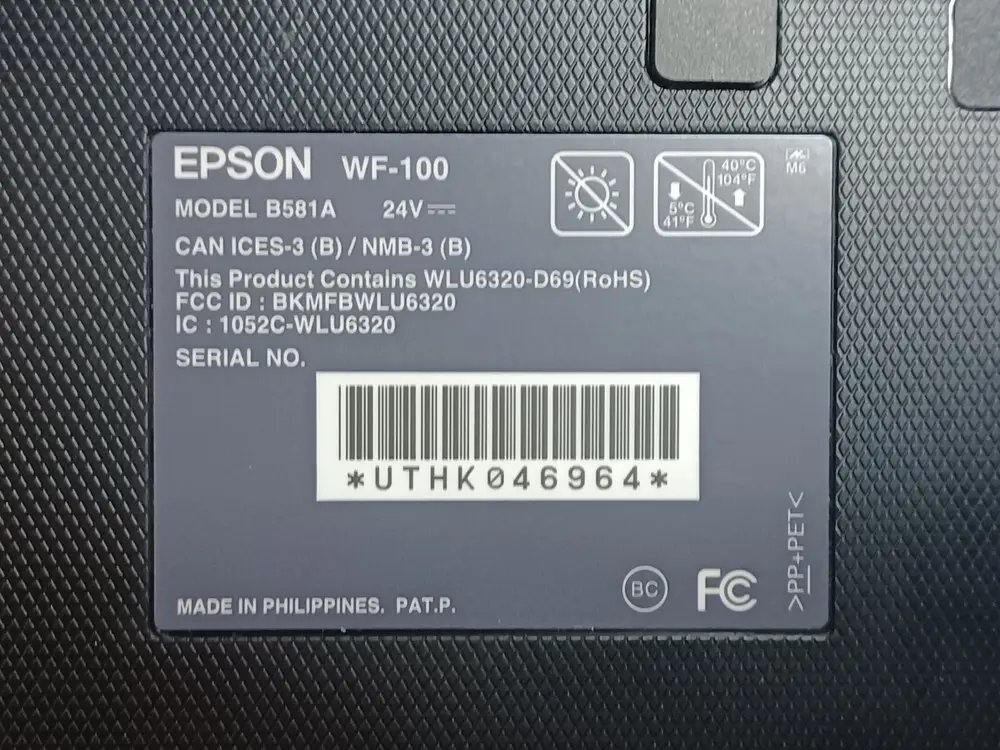 EPSON WF-100
MODEL B581A 24V
CAN ICES-3 (B) / NMB-3 (B)
This Product Contains WLU6320-D69(RoHS)
FCC ID : BKMFBWLU6320
IC : 1052C-WLU6320
SERIAL NO.
*UTHK046964*
MADE IN PHILIPPINES. PAT.P.
40°C
104°F
5°C
41°F
M6
BC
FC
>PP+PET<